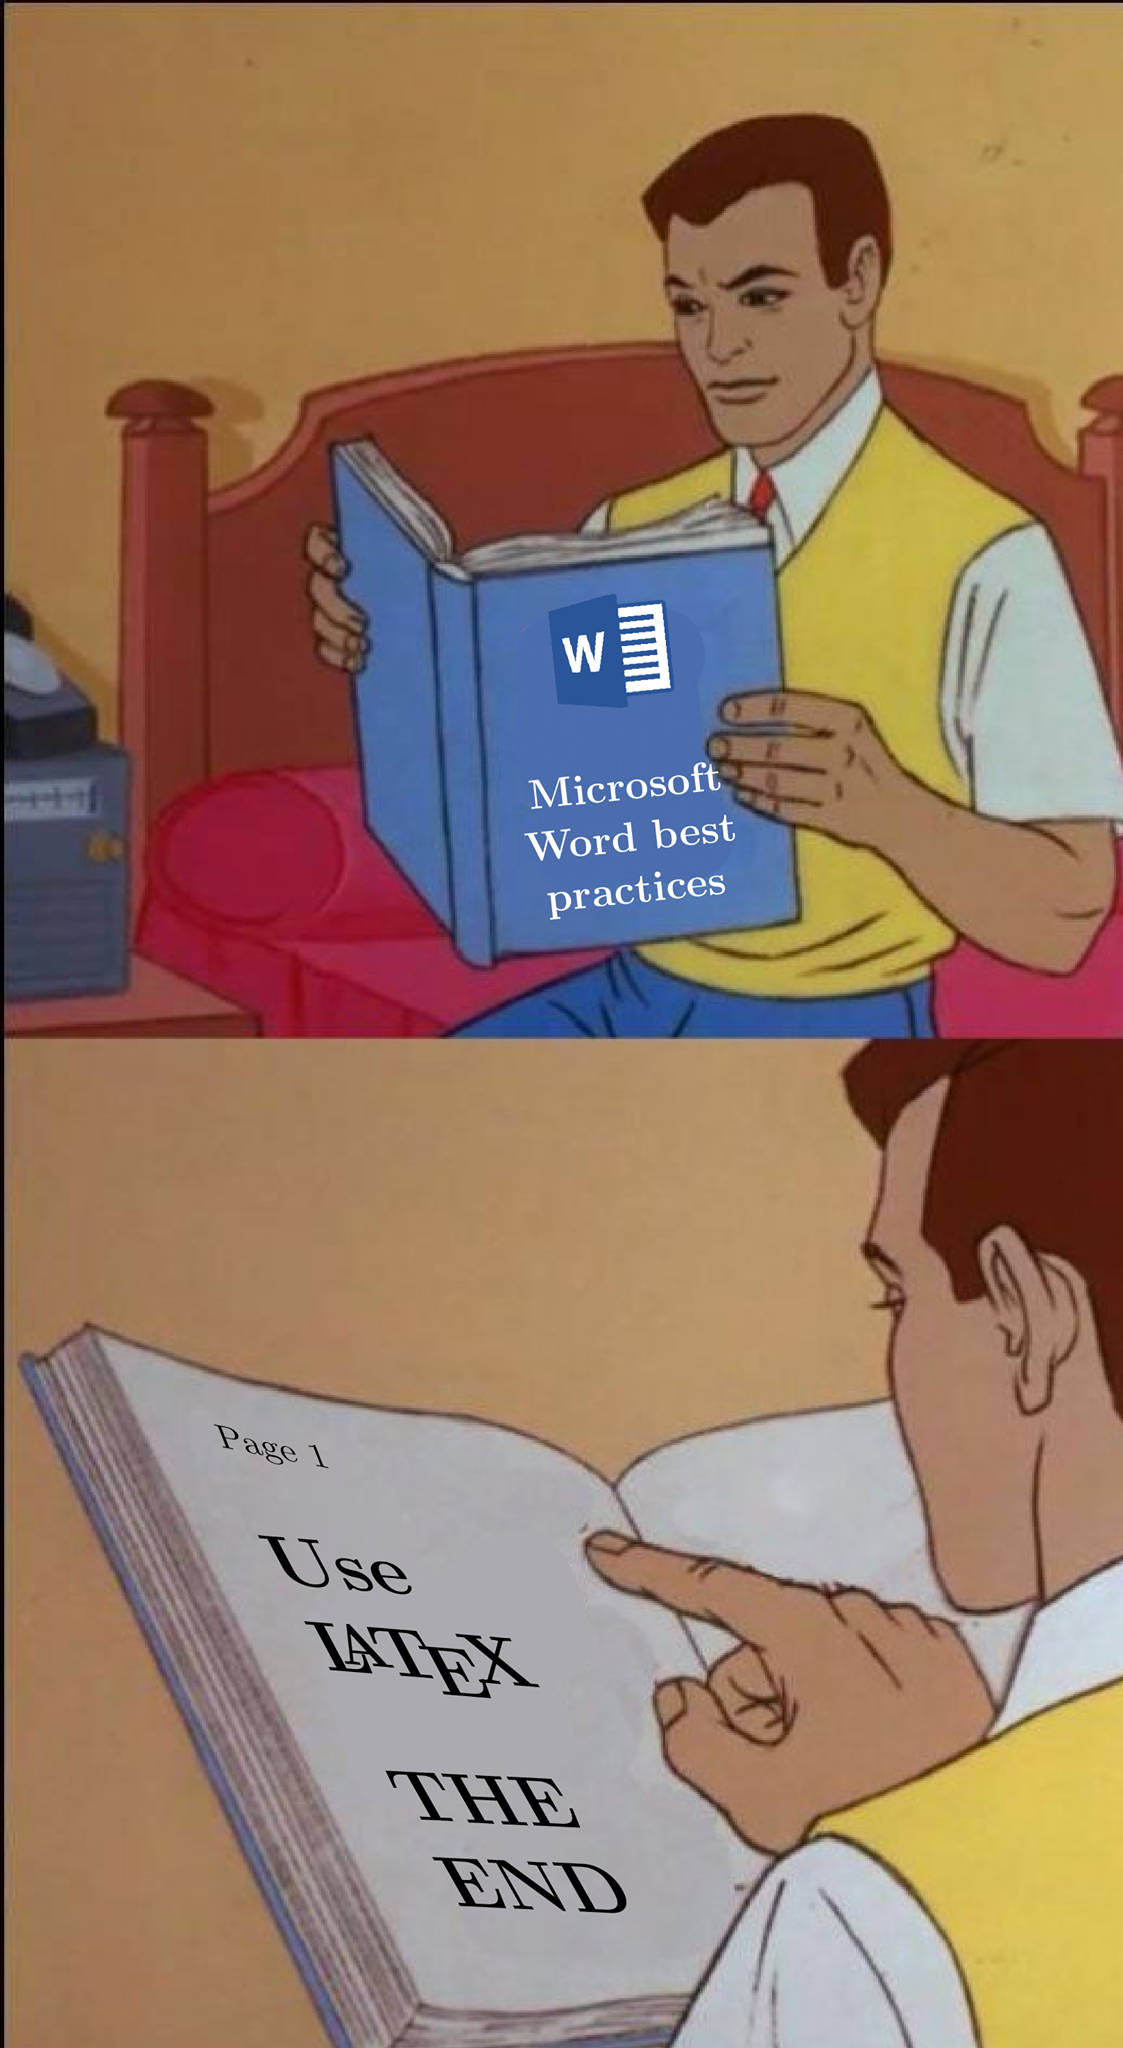 W
Microsoft
Word best
practices
Page 1
Use
LATEX
THE
END